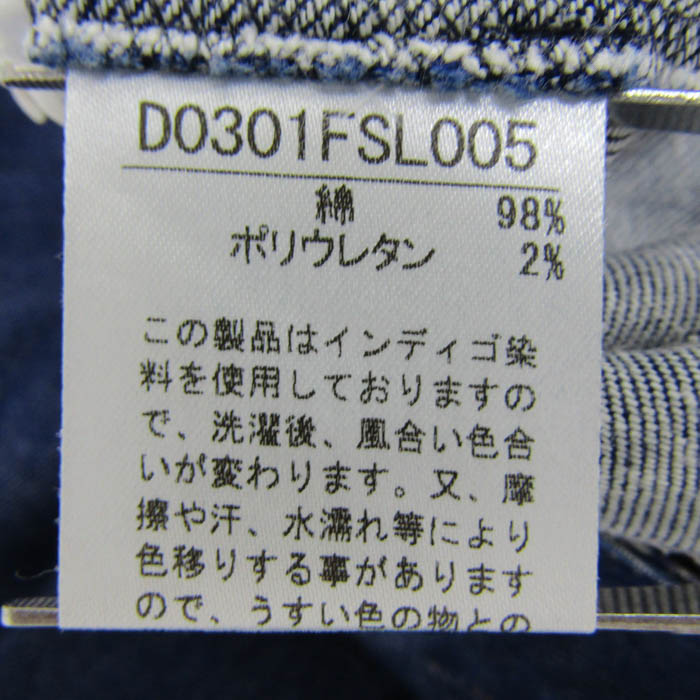 D0301FSL005
綿 98%
ポリウレタン 2%
この製品はインディゴ染
料を使用しておりますの
で、洗濯後、風合い色合
いが変わります。又、摩
擦や汗、水濡れ等により
色移りする事があります
ので、うすい色の物との